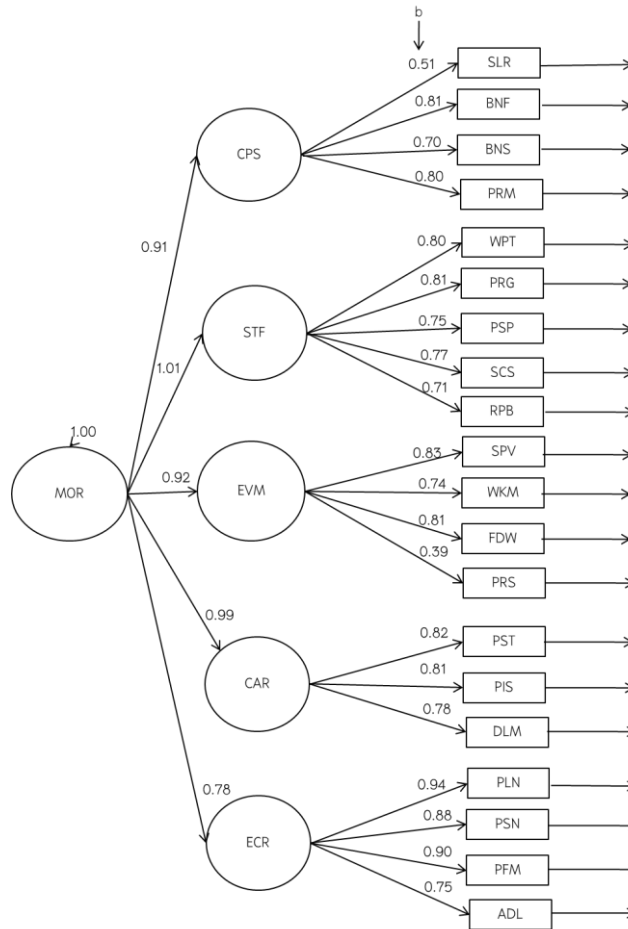 b
0.51
SLR
0.81
BNF
CPS
0.70
BNS
0.80
PRM
0.91
0.80
WPT
0.81
PRG
STF
0.75
PSP
1.01
0.77
SCS
0.71
RPB
1.00
MOR
0.92
EVM
0.83
SPV
0.74
WKM
0.81
FDW
0.39
PRS
0.99
CAR
0.82
PST
0.81
PIS
0.78
DLM
0.78
ECR
0.94
PLN
0.88
PSN
0.90
PFM
0.75
ADL